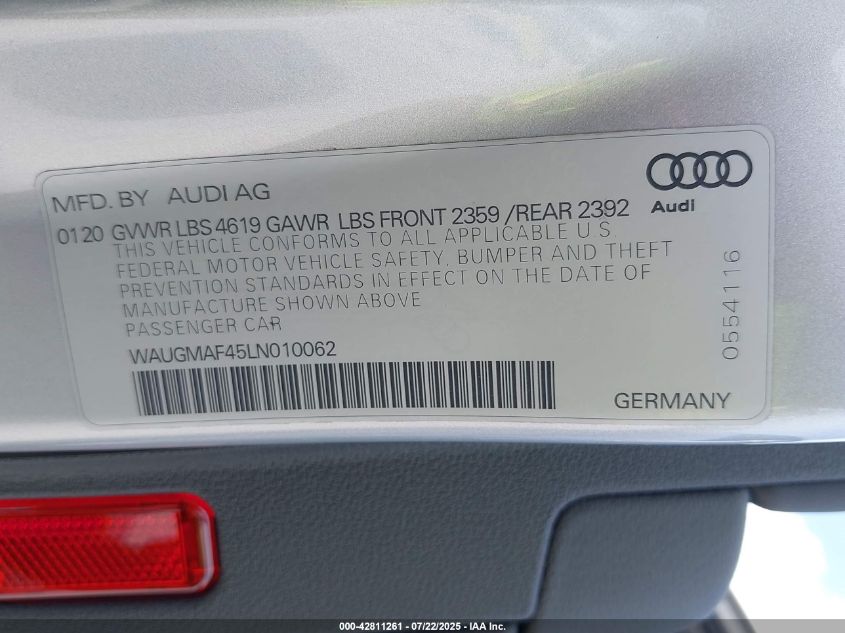 MFD. BY AUDI AG
Audi
0120 GVWR LBS 4619 GAWR LBS FRONT 2359 /REAR 2392
THIS VEHICLE CONFORMS TO ALL APPLICABLE U S
FEDERAL MOTOR VEHICLE SAFETY, BUMPER AND THEFT
PREVENTION STANDARDS IN EFFECT ON THE DATE OF
MANUFACTURE SHOWN ABOVE
PASSENGER CAR
WAUGMAF45LN010062
0554116
GERMANY
000-42811261 - 07/22/2025 - IAA Inc.